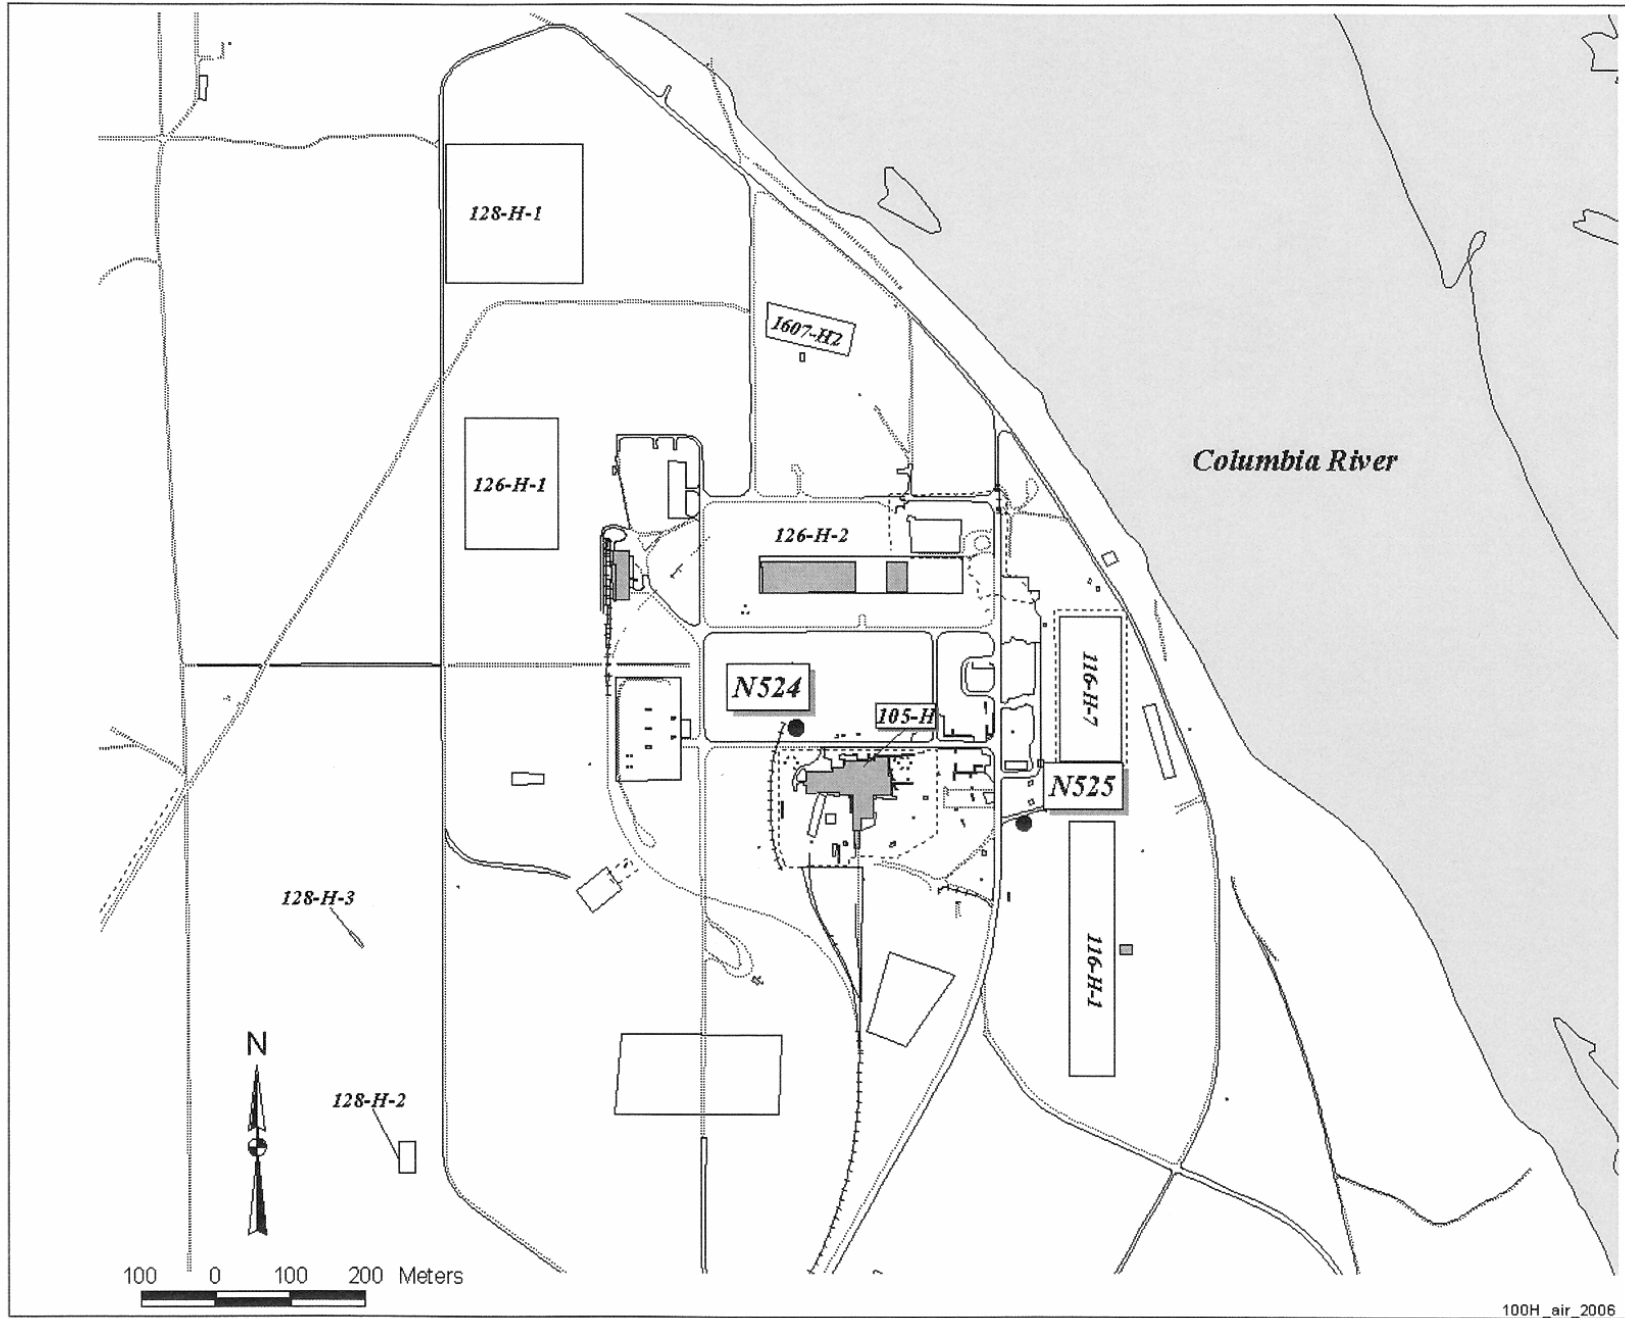 128-H-1
1607-H2
Columbia River
126-H-1
126-H-2
N524
105-H
116-H-7
N525
128-H-3
116-H-1
N
128-H-2
100 0 100 200 Meters
100H_air_2006